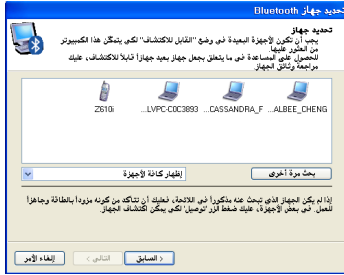 تحديد جهاز Bluetooth
تحديد جهاز
يجب أن تكون الأجهزة البعيدة في وضع "القابل للاكتشاف" لكي يتمكّن هذا الكمبيوتر
من العثور عليها.
للحصول على المساعدة في ما يتعلق بجعل جهاز بعيد جهازاً قابلاً للاكتشاف، عليك
مراجعة وثائق الجهاز.
ALBEE_CHENG... CASSANDRA_F... LVPC-C0C3893... Z610i
بحث مرة أخرى
إظهار كافة الأجهزة
إذا لم يكن الجهاز الذي تبحث عنه مذكوراً في اللائحة، فعليك أن تتأكد من كونه مزوداً بالطاقة وجاهزاً
للعمل. في بعض الأجهزة، عليك ضغط الزر "توصيل" لكي يمكن اكتشاف الجهاز.
< السابق
التالي >
إلغاء الأمر